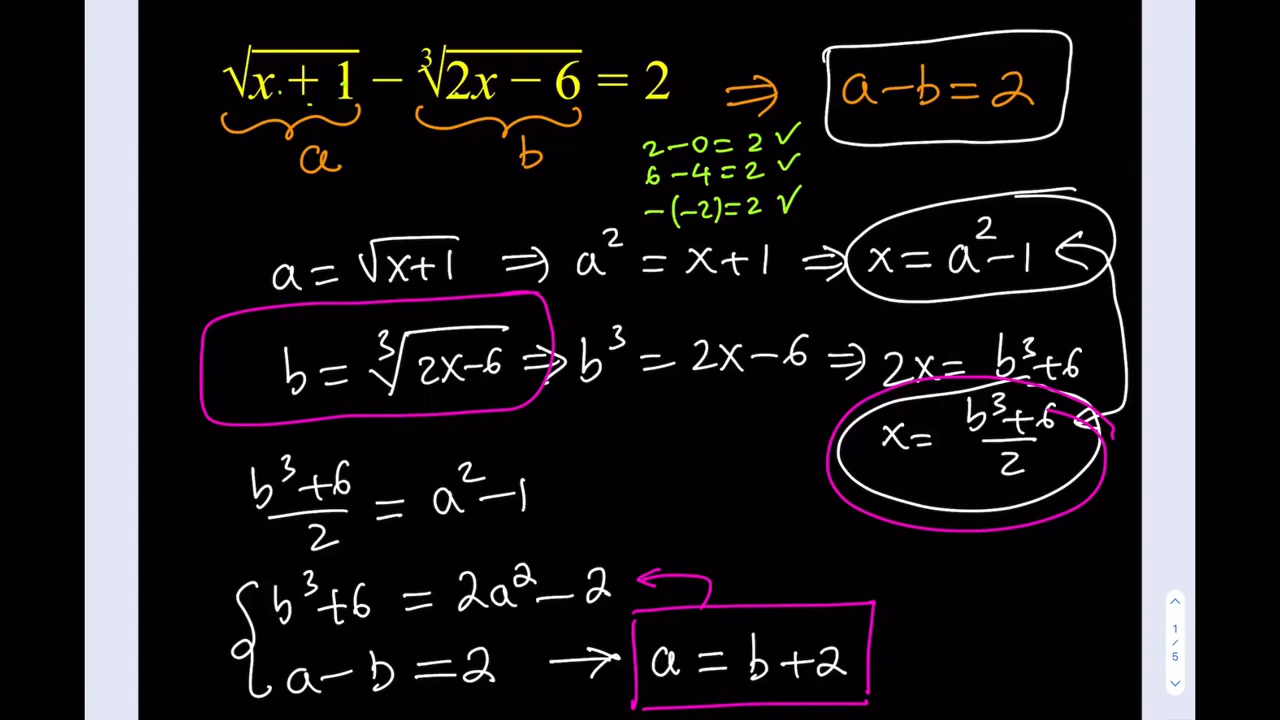 √(x + 1) − ∛(2x − 6) = 2 ⇒ a − b = 2
a b
2 − 0 = 2 ✓
6 − 4 = 2 ✓
−(−2) = 2 ✓
a = √(x+1) ⇒ a² = x + 1 ⇒ x = a² − 1
b = ∛(2x−6) ⇒ b³ = 2x − 6 ⇒ 2x = b³ + 6
x = (b³ + 6)/2
(b³ + 6)/2 = a² − 1
b³ + 6 = 2a² − 2
a − b = 2 → a = b + 2
1
/
5